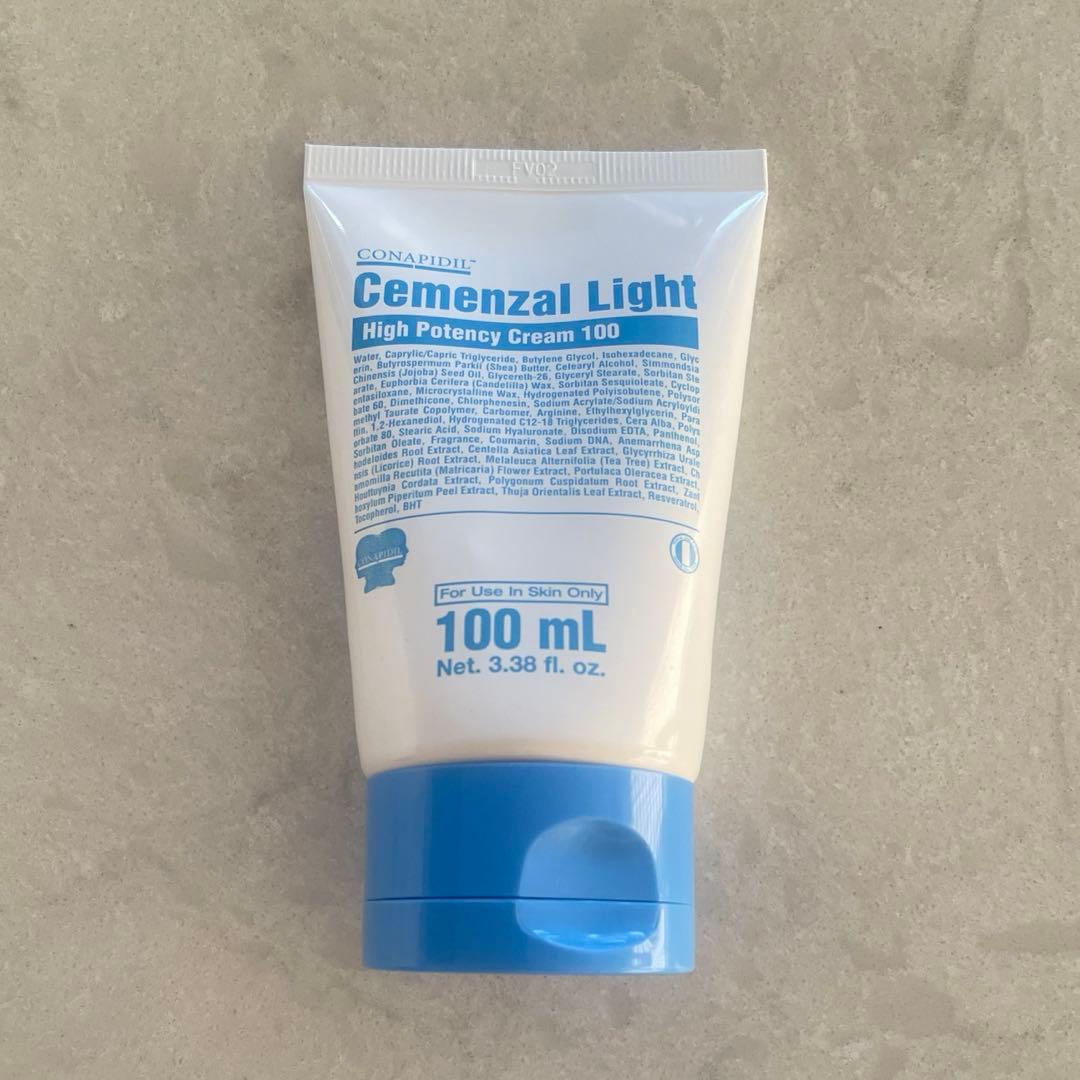 FV02
CONAPIDIL™
Cemenzal Light
High Potency Cream 100
Water, Caprylic/Capric Triglyceride, Butylene Glycol, Isohexadecane, Glyc
erin, Butyrospermum Parkii (Shea) Butter, Celearyl Alcohol, Simmondsia
Chinensis (Jojoba) Seed Oil, Glycereth-26, Glyceryl Stearate, Sorbitan Ste
arate, Euphorbia Cerifera (Candelilla) Wax, Sorbitan Sesquioleate, Cyclop
entasiloxane, Microcrystalline Wax, Hydrogenated Polyisobutene, Polysor
bate 60, Dimethicone, Chlorphenesin, Sodium Acrylate/Sodium Acryloyldi
methyl Taurate Copolymer, Carbomer, Arginine, Ethylhexylglycerin, Para
ffin, 1,2-Hexanediol, Hydrogenated C12-18 Triglycerides, Cera Alba, Polys
orbate 80, Stearic Acid, Sodium Hyaluronate, Disodium EDTA, Panthenol,
Sorbitan Oleate, Fragrance, Coumarin, Sodium DNA, Anemarrhena Asp
hodeloides Root Extract, Centella Asiatica Leaf Extract, Glycyrrhiza Urale
nsis (Licorice) Root Extract, Metaleuca Alternifolia (Tea Tree) Extract, Ch
amomilla Recutita (Matricaria) Flower Extract, Portulaca Oleracea Extract,
Houttuynia Cordata Extract, Polygonum Cuspidatum Root Extract, Zant
hoxylum Piperitum Peel Extract, Thuja Orientalis Leaf Extract, Resveratrol,
Tocopherol, BHT
CONAPIDIL
For Use In Skin Only
100 mL
Net. 3.38 fl. oz.